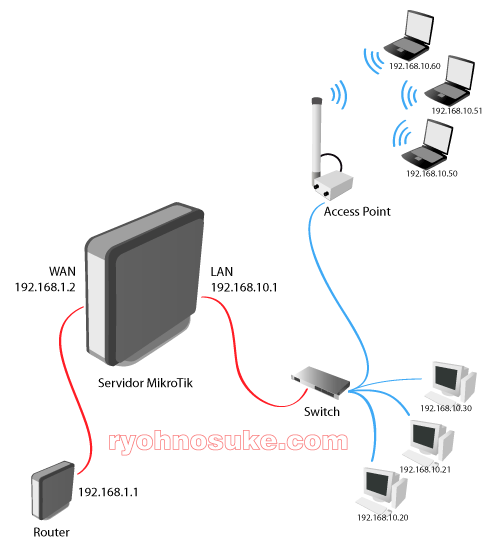 192.168.10.60
192.168.10.51
192.168.10.50
Access Point
WAN
192.168.1.2
LAN
192.168.10.1
Servidor MikroTik
Switch
192.168.10.30
ryohnosuke.com
192.168.10.21
192.168.1.1
192.168.10.20
Router